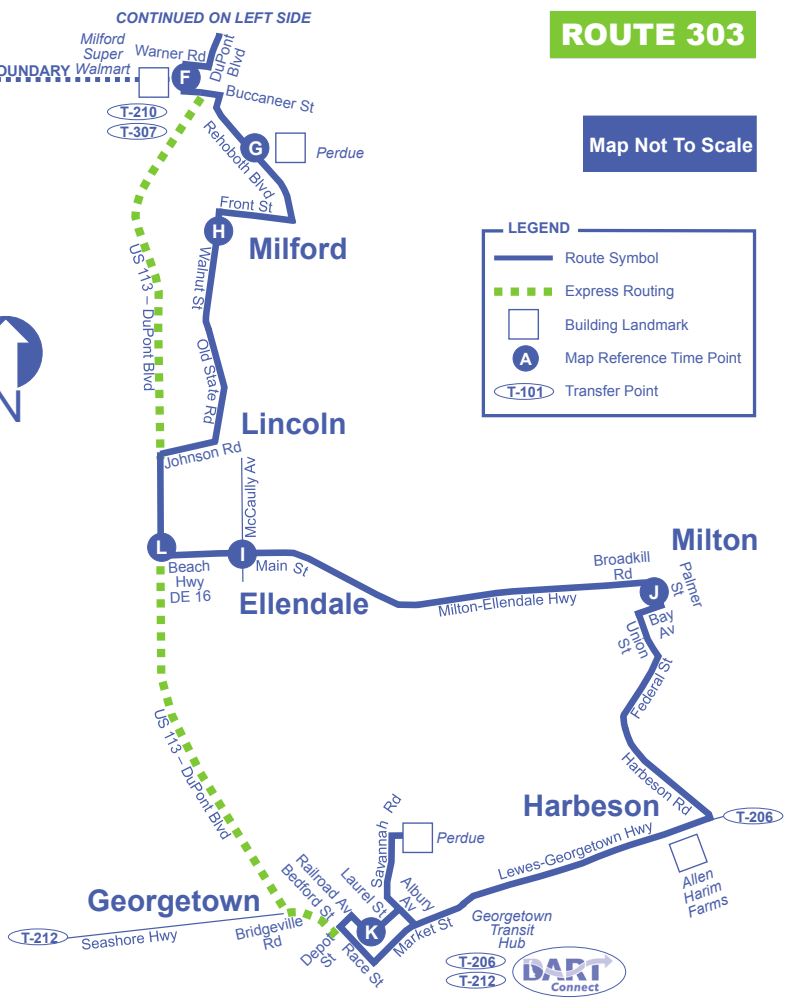 CONTINUED ON LEFT SIDE
ROUTE 303
Milford
Super
Walmart
Warner Rd
DuPont
Blvd
OUNDARY
F
T-210
T-307
Buccaneer St
Rehoboth Blvd
G
Perdue
Map Not To Scale
Front St
H
Milford
LEGEND
Route Symbol
Express Routing
Building Landmark
A
Map Reference Time Point
T-101
Transfer Point
US 113 – DuPont Blvd
Walnut St
Old State Rd
N
Lincoln
Johnson Rd
McCaully Av
L
I
Beach
Hwy
DE 16
Main St
Ellendale
Milton-Ellendale Hwy
Broadkill
Rd
Milton
J
Palmer
St
Bay
Av
Union
St
Federal St
Harbeson Rd
US 113 – DuPont Blvd
Harbeson
T-206
Lewes-Georgetown Hwy
Allen
Harim
Farms
Savannah Rd
Perdue
Georgetown
T-212
Seashore Hwy
Bridgeville
Rd
Railroad Av
Bedford St
Laurel St
Albury
Av
K
Depot
St
Race St
Market St
Georgetown
Transit
Hub
T-206
T-212
DART
Connect